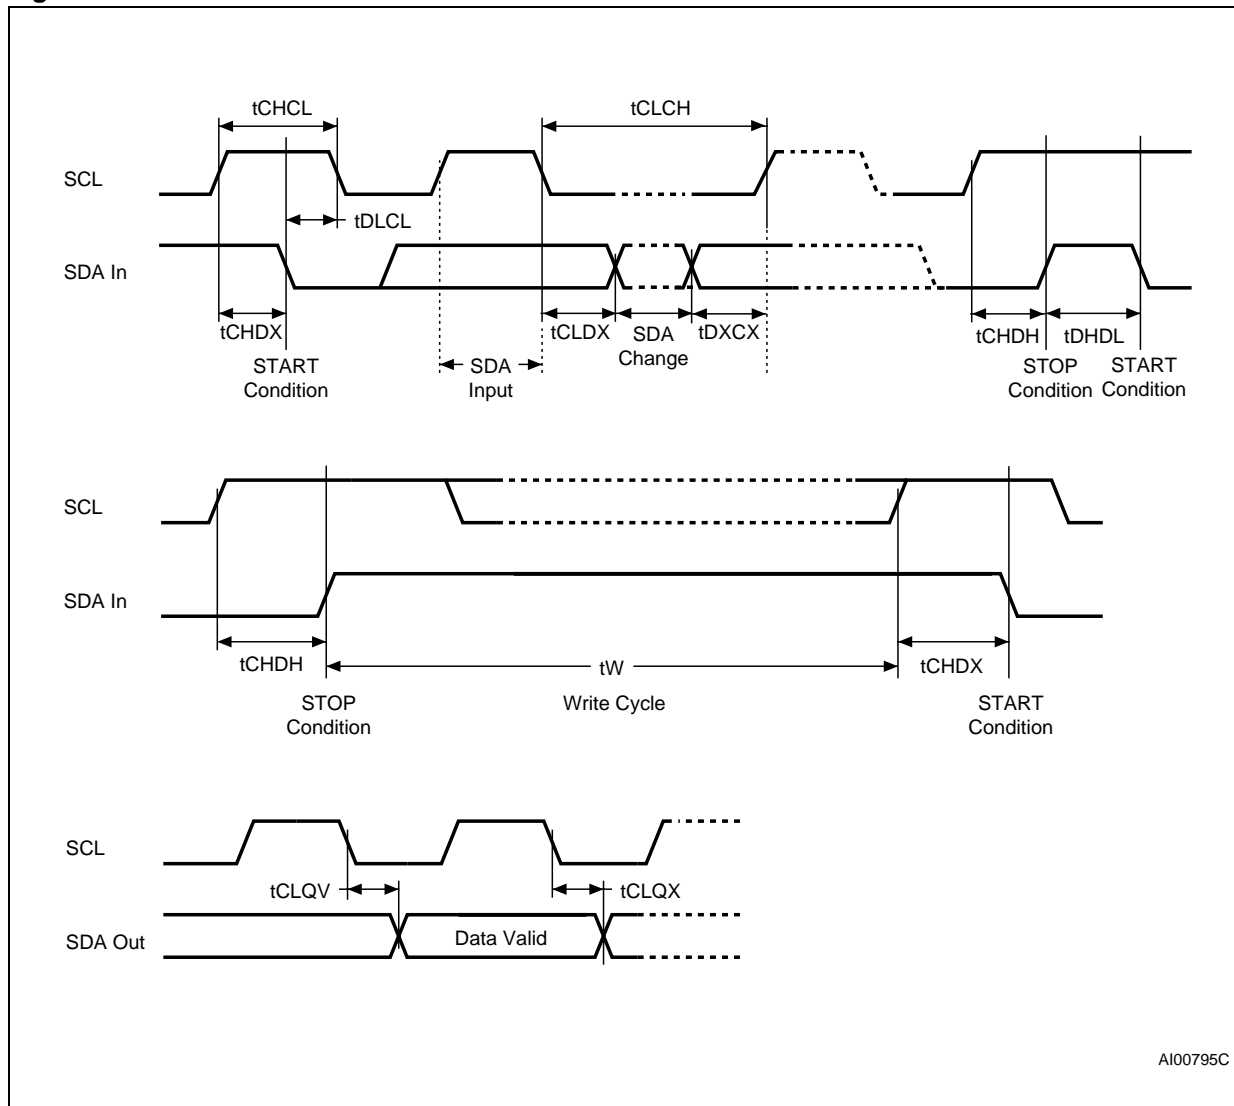 tCHCL
tCLCH
SCL
tDLCL
SDA In
tCHDX
tCLDX
SDA
Change
tDXCX
tCHDH
tDHDL
START
Condition
SDA
Input
STOP
Condition
START
Condition
SCL
SDA In
tCHDH
tW
tCHDX
STOP
Condition
Write Cycle
START
Condition
SCL
tCLQV
tCLQX
SDA Out
Data Valid
AI00795C